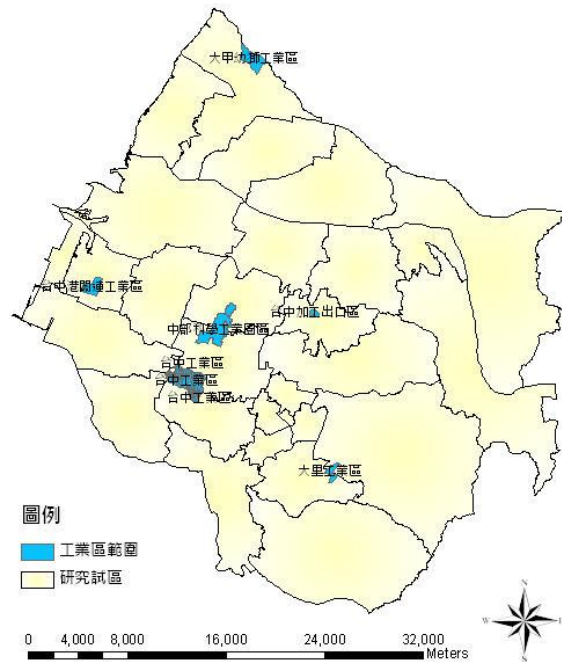 大甲幼獅工業區
台中港關連工業區
台中加工出口區
中部科學工業園區
台中工業區
台中工業區
台中工業區
大里工業區
圖例
工業區範圍
研究試區
N
W E
S
0 4,000 8,000 16,000 24,000 32,000
Meters